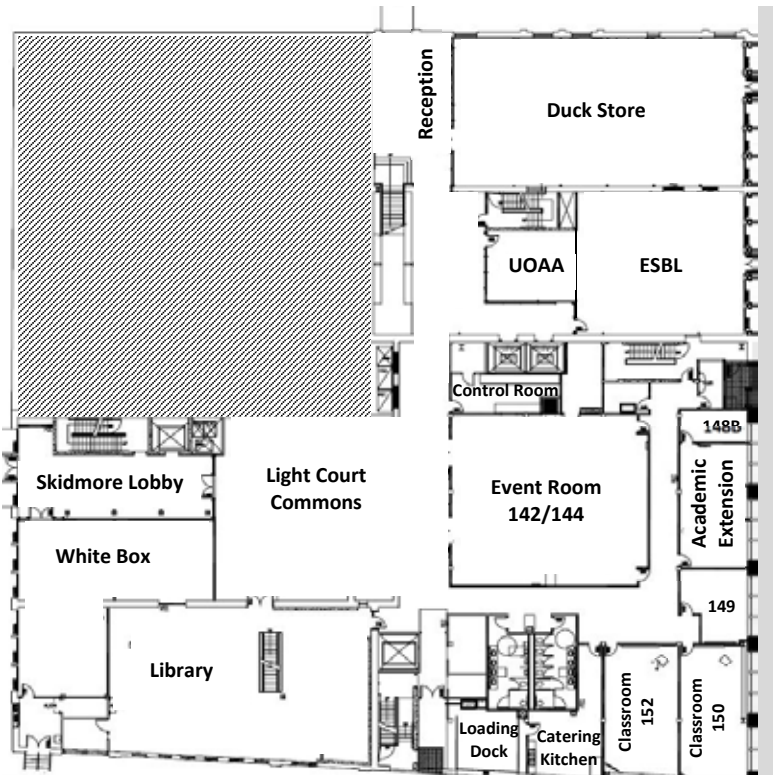 Reception
Duck Store
UOAA
ESBL
Control Room
148B
Skidmore Lobby
Light Court
Commons
Event Room
142/144
Academic
Extension
White Box
149
Library
Loading
Dock
Catering
Kitchen
Classroom
152
Classroom
150